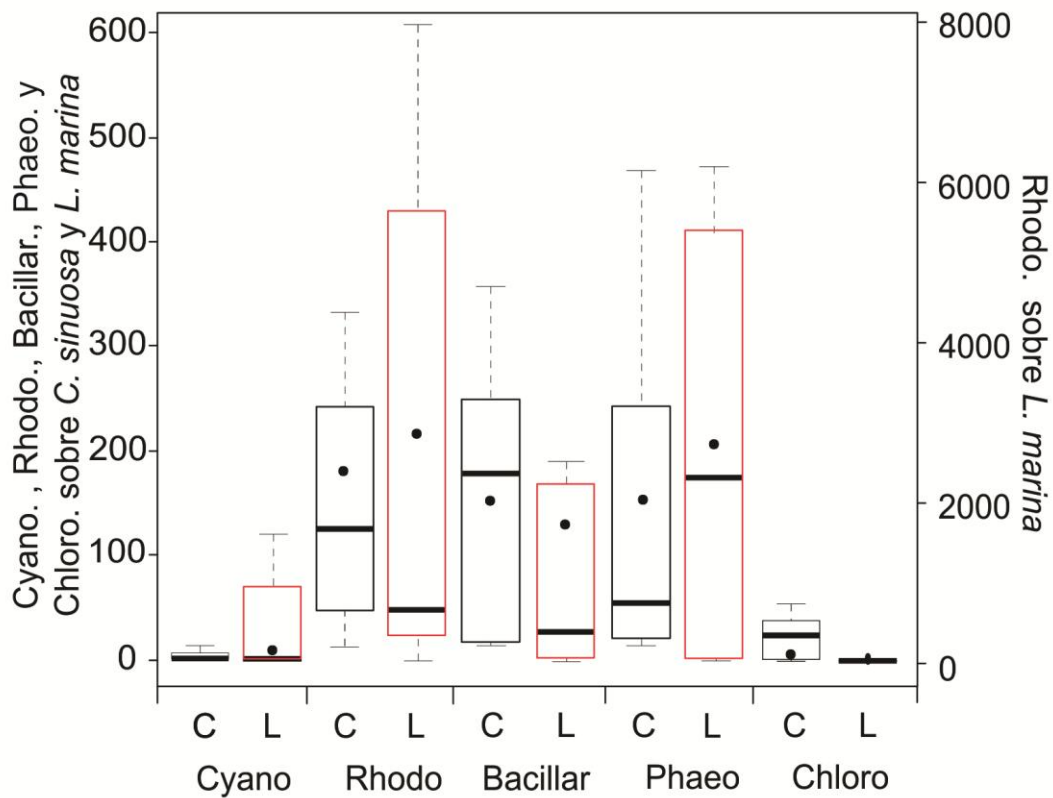 Cyano. , Rhodo., Bacillar., Phaeo. y
Chloro. sobre C. sinuosa y L. marina
600
500
400
300
200
100
0
8000
6000
4000
2000
0
Rhodo. sobre L. marina
C L C L C L C L C L
Cyano Rhodo Bacillar Phaeo Chloro